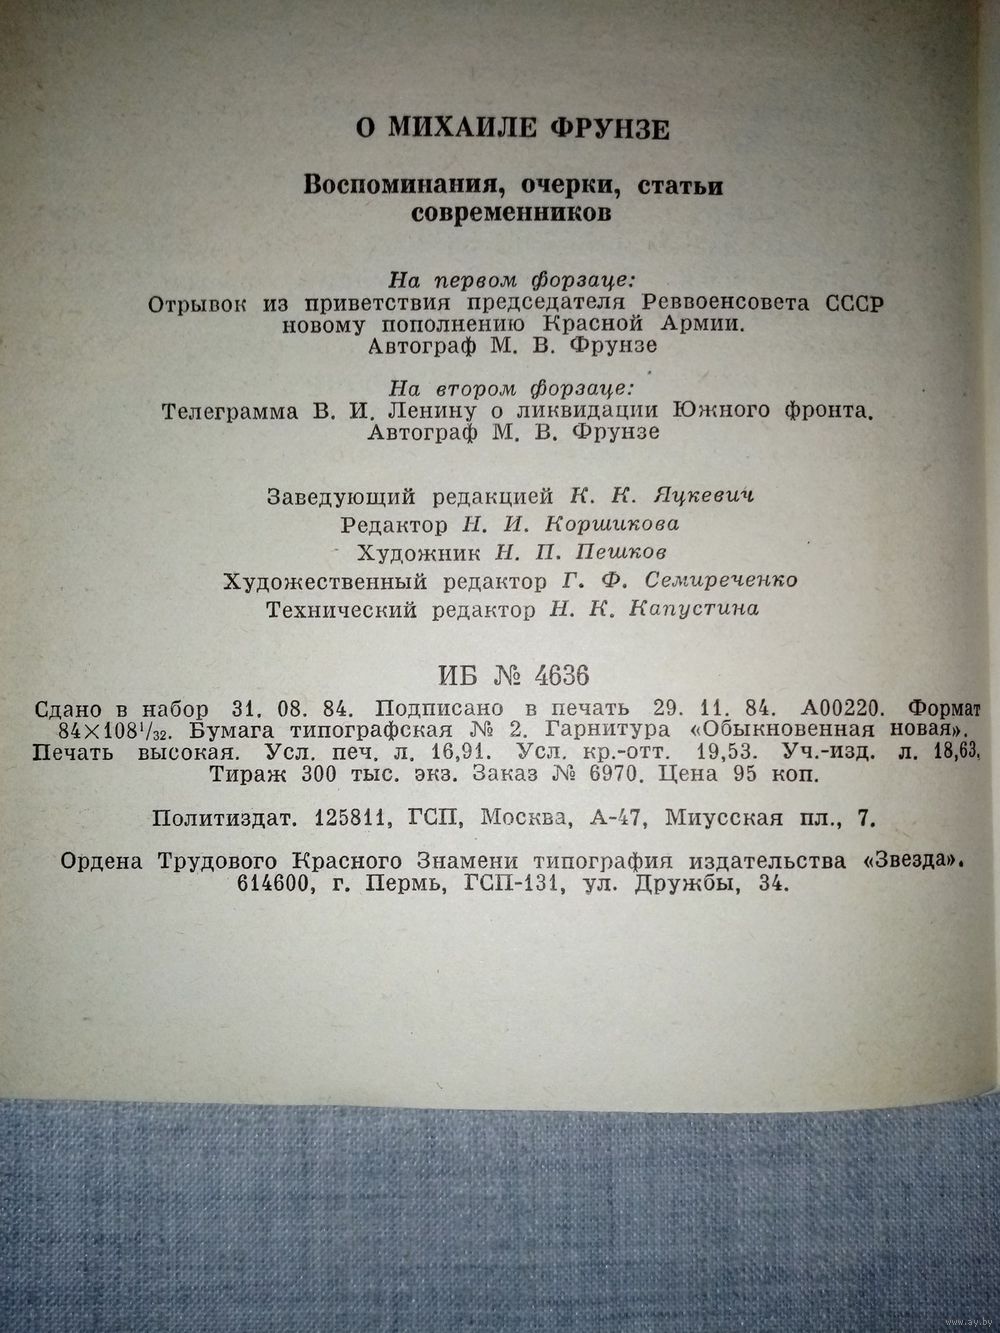 О МИХАИЛЕ ФРУНЗЕ
Воспоминания, очерки, статьи
современников
На первом форзаце:
Отрывок из приветствия председателя Реввоенсовета СССР
новому пополнению Красной Армии.
Автограф М. В. Фрунзе
На втором форзаце:
Телеграмма В. И. Ленину о ликвидации Южного фронта.
Автограф М. В. Фрунзе
Заведующий редакцией К. К. Яцкевич
Редактор Н. И. Коршикова
Художник Н. П. Пешков
Художественный редактор Г. Ф. Семиреченко
Технический редактор Н. К. Капустина
ИБ № 4636
Сдано в набор 31. 08. 84. Подписано в печать 29. 11. 84. А00220. Формат
84×108¹/₃₂. Бумага типографская № 2. Гарнитура «Обыкновенная новая».
Печать высокая. Усл. печ. л. 16,91. Усл. кр.-отт. 19,53. Уч.-изд. л. 18,63.
Тираж 300 тыс. экз. Заказ № 6970. Цена 95 коп.
Политиздат. 125811, ГСП, Москва, А-47, Миусская пл., 7.
Ордена Трудового Красного Знамени типография издательства «Звезда».
614600, г. Пермь, ГСП-131, ул. Дружбы, 34.
www.ay.by